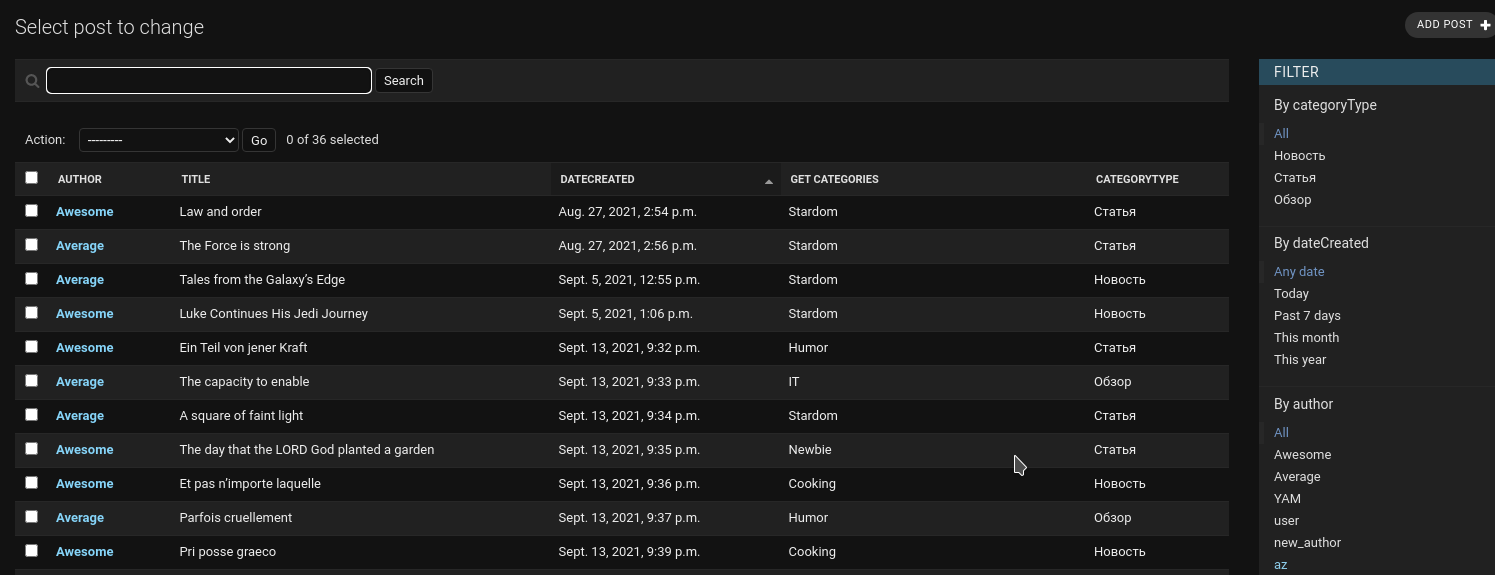 Select post to change
ADD POST
Search
Action: --------- Go 0 of 36 selected
AUTHOR TITLE DATECREATED GET CATEGORIES CATEGORYTYPE
Awesome Law and order Aug. 27, 2021, 2:54 p.m. Stardom Статья
Average The Force is strong Aug. 27, 2021, 2:56 p.m. Stardom Статья
Average Tales from the Galaxy’s Edge Sept. 5, 2021, 12:55 p.m. Stardom Новость
Awesome Luke Continues His Jedi Journey Sept. 5, 2021, 1:06 p.m. Stardom Новость
Awesome Ein Teil von jener Kraft Sept. 13, 2021, 9:32 p.m. Humor Статья
Average The capacity to enable Sept. 13, 2021, 9:33 p.m. IT Обзор
Average A square of faint light Sept. 13, 2021, 9:34 p.m. Stardom Статья
Awesome The day that the LORD God planted a garden Sept. 13, 2021, 9:35 p.m. Newbie Статья
Awesome Et pas n’importe laquelle Sept. 13, 2021, 9:36 p.m. Cooking Новость
Average Parfois cruellement Sept. 13, 2021, 9:37 p.m. Humor Обзор
Awesome Pri posse graeco Sept. 13, 2021, 9:39 p.m. Cooking Новость
FILTER
By categoryType
All
Новость
Статья
Обзор
By dateCreated
Any date
Today
Past 7 days
This month
This year
By author
All
Awesome
Average
YAM
user
new_author
az